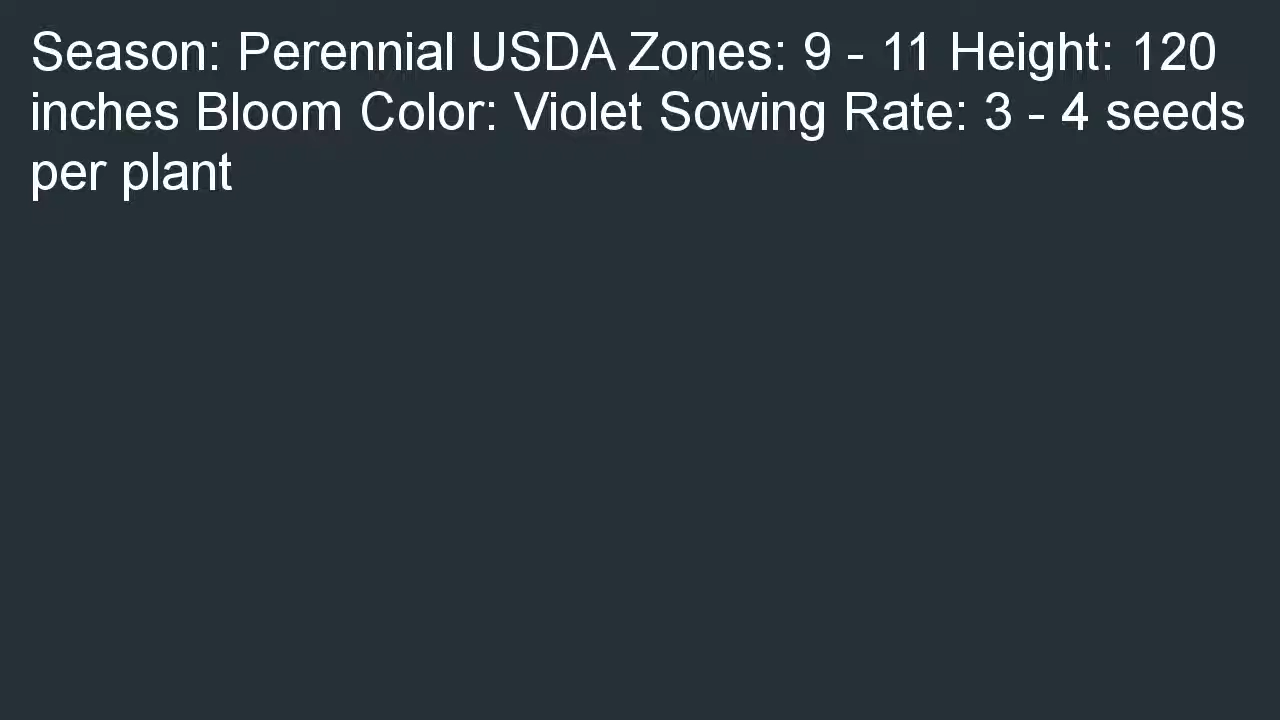 Season: Perennial USDA Zones: 9 - 11 Height: 120
inches Bloom Color: Violet Sowing Rate: 3 - 4 seeds
per plant